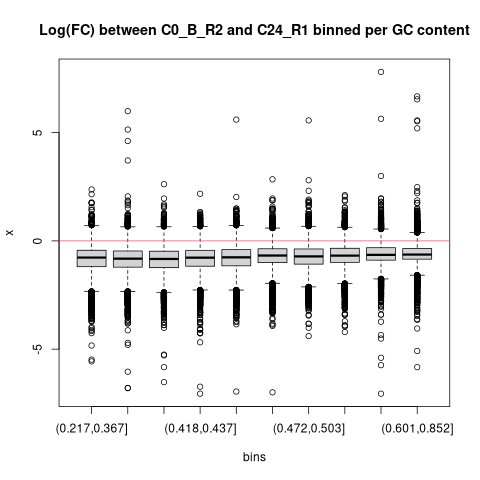 Log(FC) between C0_B_R2 and C24_R1 binned per GC content
x
5
0
-5
(0.217,0.367] (0.418,0.437] (0.472,0.503] (0.601,0.852]
bins